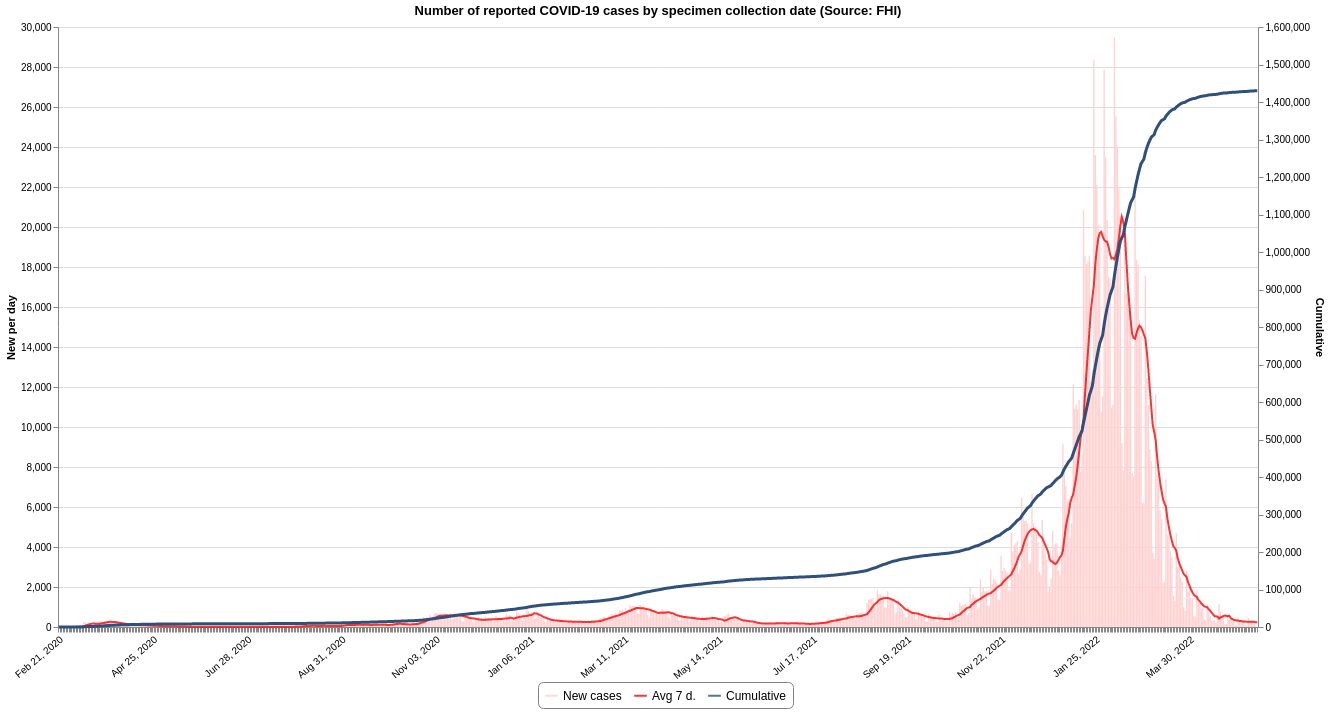 Number of reported COVID-19 cases by specimen collection date (Source: FHI)
30,000
28,000
26,000
24,000
22,000
20,000
18,000
16,000
14,000
12,000
10,000
8,000
6,000
4,000
2,000
0
New per day
1,600,000
1,500,000
1,400,000
1,300,000
1,200,000
1,100,000
1,000,000
900,000
800,000
700,000
600,000
500,000
400,000
300,000
200,000
100,000
0
Cumulative
Feb 21, 2020
Apr 25, 2020
Jun 28, 2020
Aug 31, 2020
Nov 03, 2020
Jan 06, 2021
Mar 11, 2021
May 14, 2021
Jul 17, 2021
Sep 19, 2021
Nov 22, 2021
Jan 25, 2022
Mar 30, 2022
New cases Avg 7 d. Cumulative